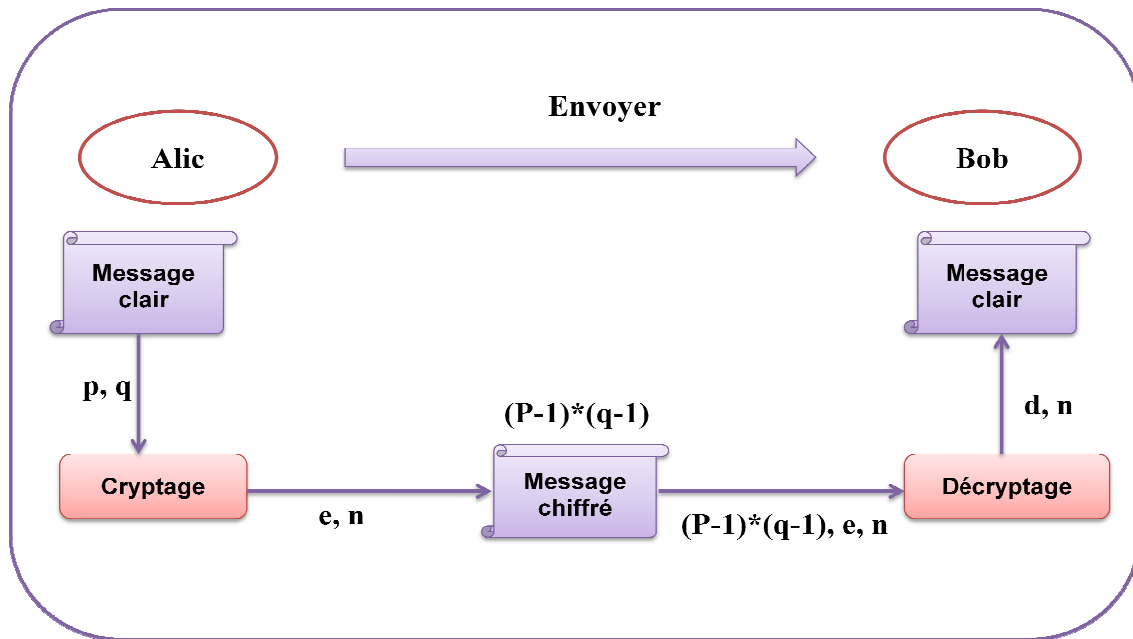 Envoyer
Alic
Bob
Message
clair
Message
clair
p, q
d, n
(P-1)*(q-1)
Cryptage
Message
chiffré
Décryptage
e, n
(P-1)*(q-1), e, n